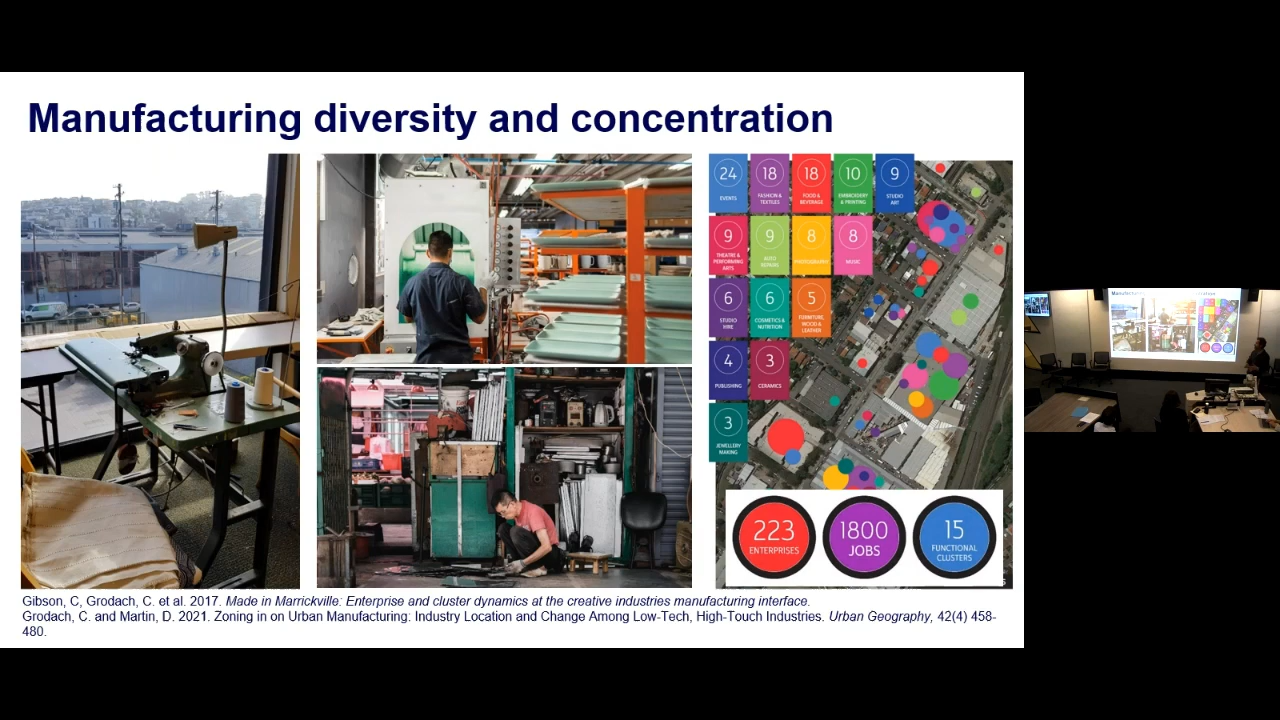 Manufacturing diversity and concentration
24
EVENTS
18
FASHION &
TEXTILES
18
FOOD &
BEVERAGE
10
EMBROIDERY
& PRINTING
9
STUDIO
ART
9
THEATRE &
PERFORMING
ARTS
9
AUTO
REPAIRS
8
PHOTOGRAPHY
8
MUSIC
6
STUDIO
HIRE
6
COSMETICS &
NUTRITION
5
FURNITURE,
WOOD &
LEATHER
4
PUBLISHING
3
CERAMICS
3
JEWELLERY
MAKING
223
ENTERPRISES
1800
JOBS
15
FUNCTIONAL
CLUSTERS
Gibson, C, Grodach, C. et al. 2017. Made in Marrickville: Enterprise and cluster dynamics at the creative industries manufacturing interface.
Grodach, C. and Martin, D. 2021. Zoning in on Urban Manufacturing: Industry Location and Change Among Low-Tech, High-Touch Industries. Urban Geography, 42(4) 458-
480.